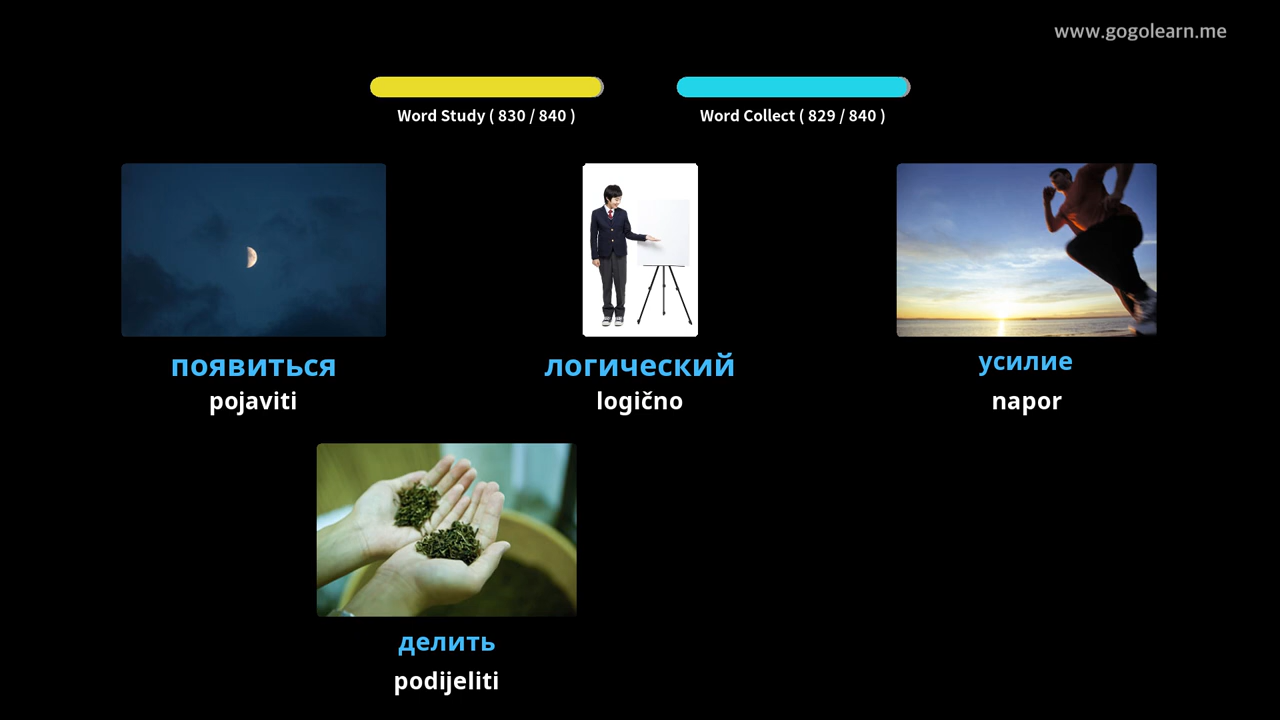 www.gogolearn.me
Word Study ( 830 / 840 )
Word Collect ( 829 / 840 )
появиться
pojaviti
логический
logično
усилие
napor
делить
podijeliti